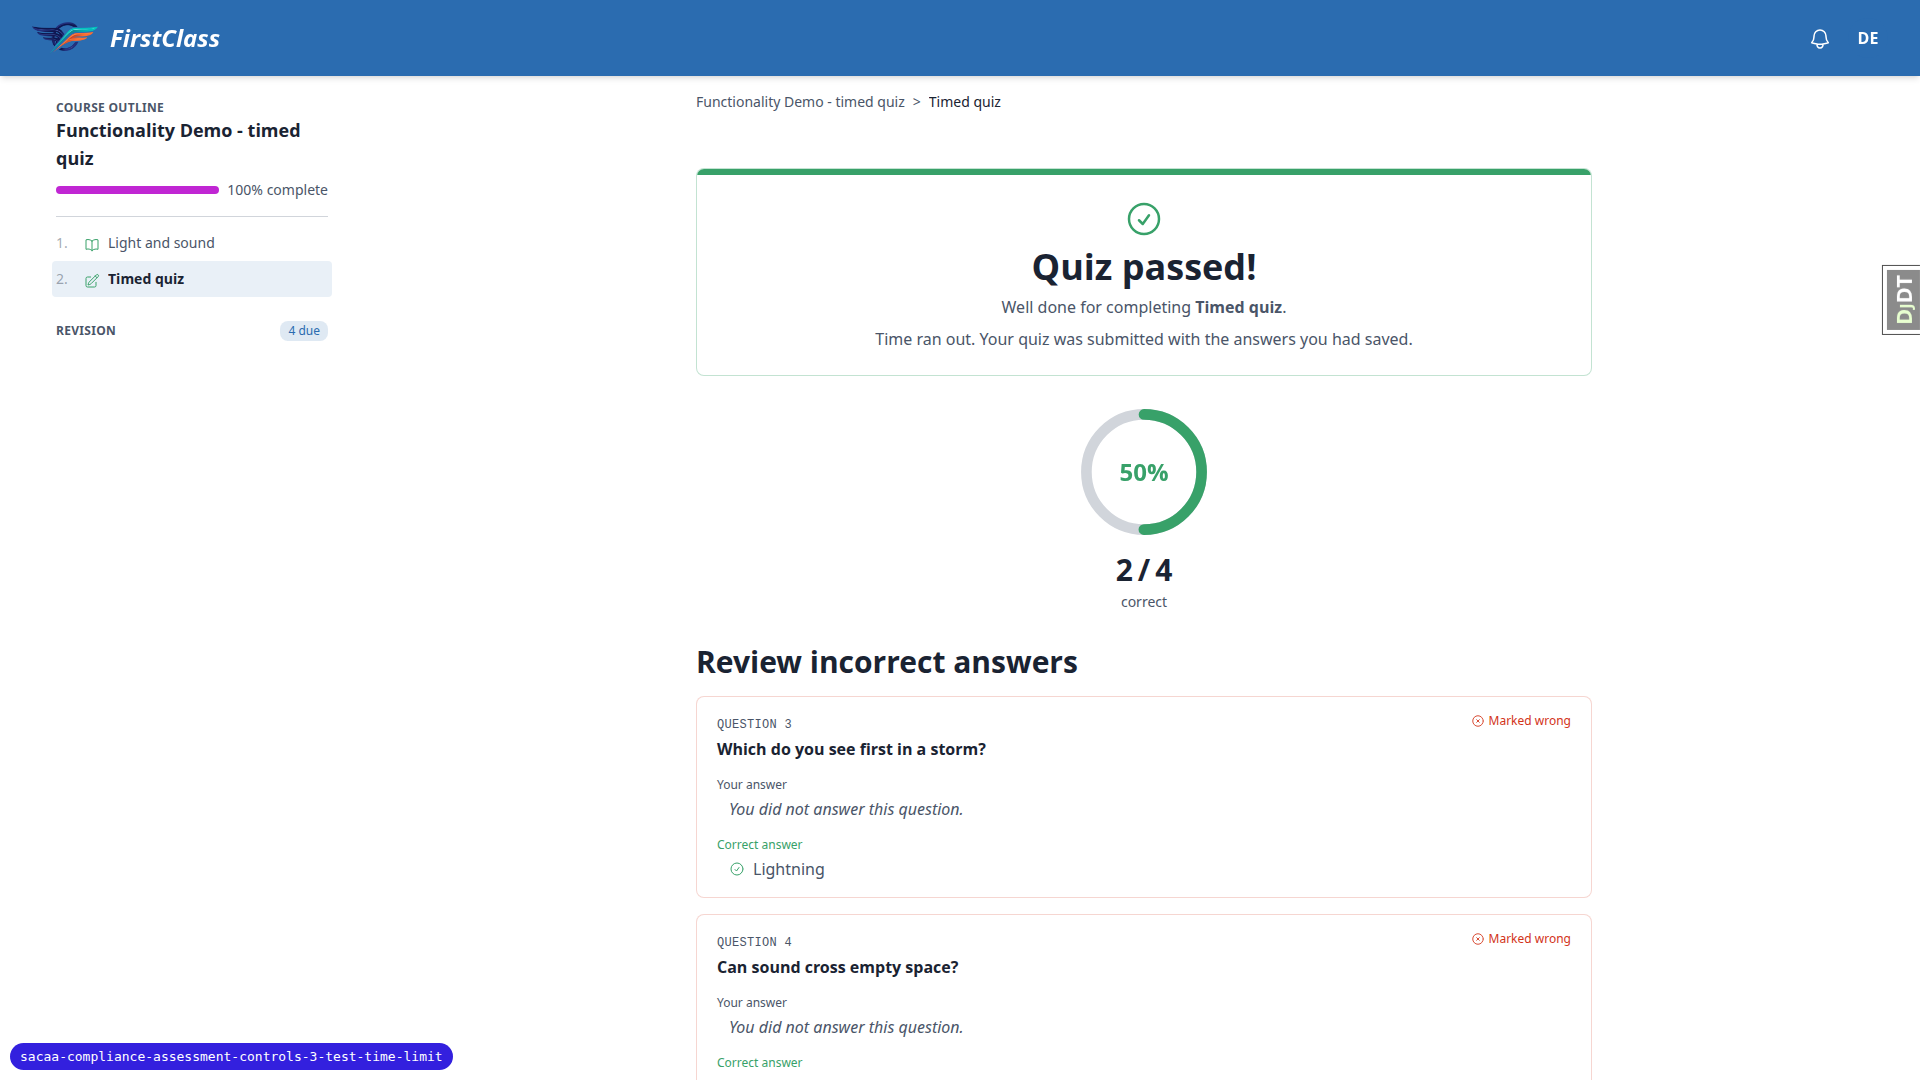 FirstClass
DE
COURSE OUTLINE
Functionality Demo - timed
quiz
100% complete
1. Light and sound
2. Timed quiz
REVISION
4 due
Functionality Demo - timed quiz > Timed quiz
Quiz passed!
Well done for completing Timed quiz.
Time ran out. Your quiz was submitted with the answers you had saved.
50%
2 / 4
correct
Review incorrect answers
QUESTION 3
Marked wrong
Which do you see first in a storm?
Your answer
You did not answer this question.
Correct answer
Lightning
QUESTION 4
Marked wrong
Can sound cross empty space?
Your answer
You did not answer this question.
Correct answer
DJDT
sacaa-compliance-assessment-controls-3-test-time-limit